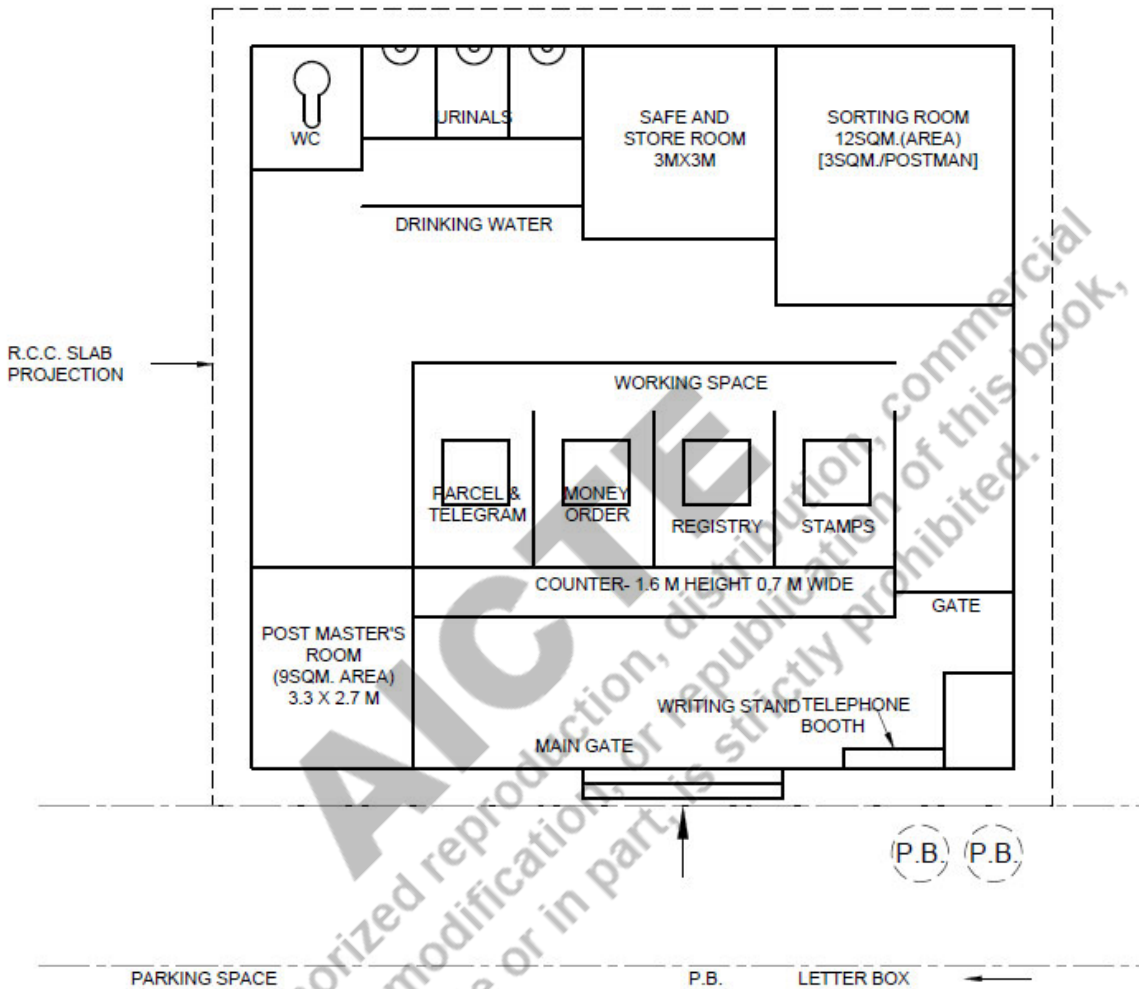 WC
URINALS
SAFE AND
STORE ROOM
3MX3M
SORTING ROOM
12SQM.(AREA)
[3SQM./POSTMAN]
DRINKING WATER
R.C.C. SLAB
PROJECTION
WORKING SPACE
PARCEL &
TELEGRAM
MONEY
ORDER
REGISTRY
STAMPS
COUNTER- 1.6 M HEIGHT 0.7 M WIDE
GATE
POST MASTER'S
ROOM
(9SQM. AREA)
3.3 X 2.7 M
WRITING STAND
TELEPHONE
BOOTH
MAIN GATE
P.B.
P.B.
PARKING SPACE
P.B.
LETTER BOX
AICTE
orized reproduction, distribution, commercial
modification, or republication of this book,
or in part, is strictly prohibited.